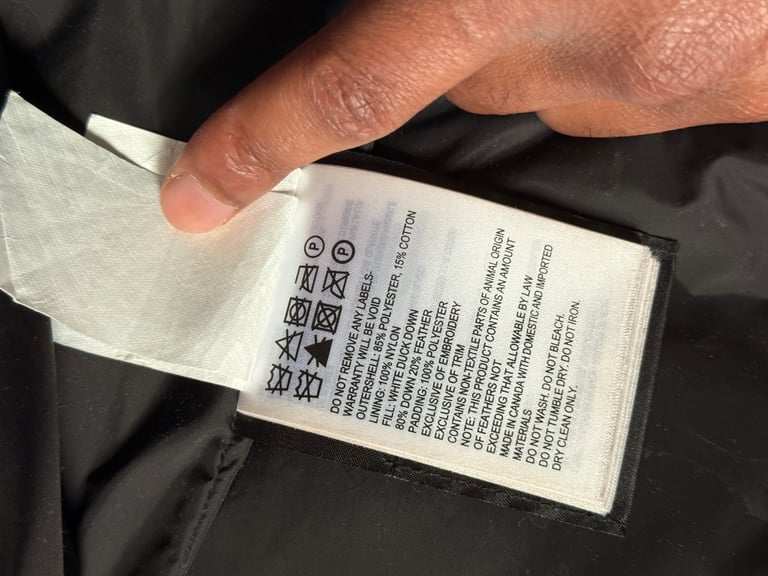 P
P
DO NOT REMOVE ANY LABELS-
WARRANTY WILL BE VOID
OUTERSHELL: 85% POLYESTER, 15% COTTON
LINING: 100% NYLON
FILL: WHITE DUCK DOWN
80% DOWN 20% FEATHER
PADDING: 100% POLYESTER
EXCLUSIVE OF EMBROIDERY
EXCLUSIVE OF TRIM
CONTAINS NON-TEXTILE PARTS OF ANIMAL ORIGIN
NOTE: THIS PRODUCT CONTAINS AN AMOUNT
OF FEATHERS NOT
EXCEEDING THAT ALLOWABLE BY LAW
MADE IN CANADA WITH DOMESTIC AND IMPORTED
MATERIALS
DO NOT WASH. DO NOT BLEACH.
DO NOT TUMBLE DRY. DO NOT IRON.
DRY CLEAN ONLY.